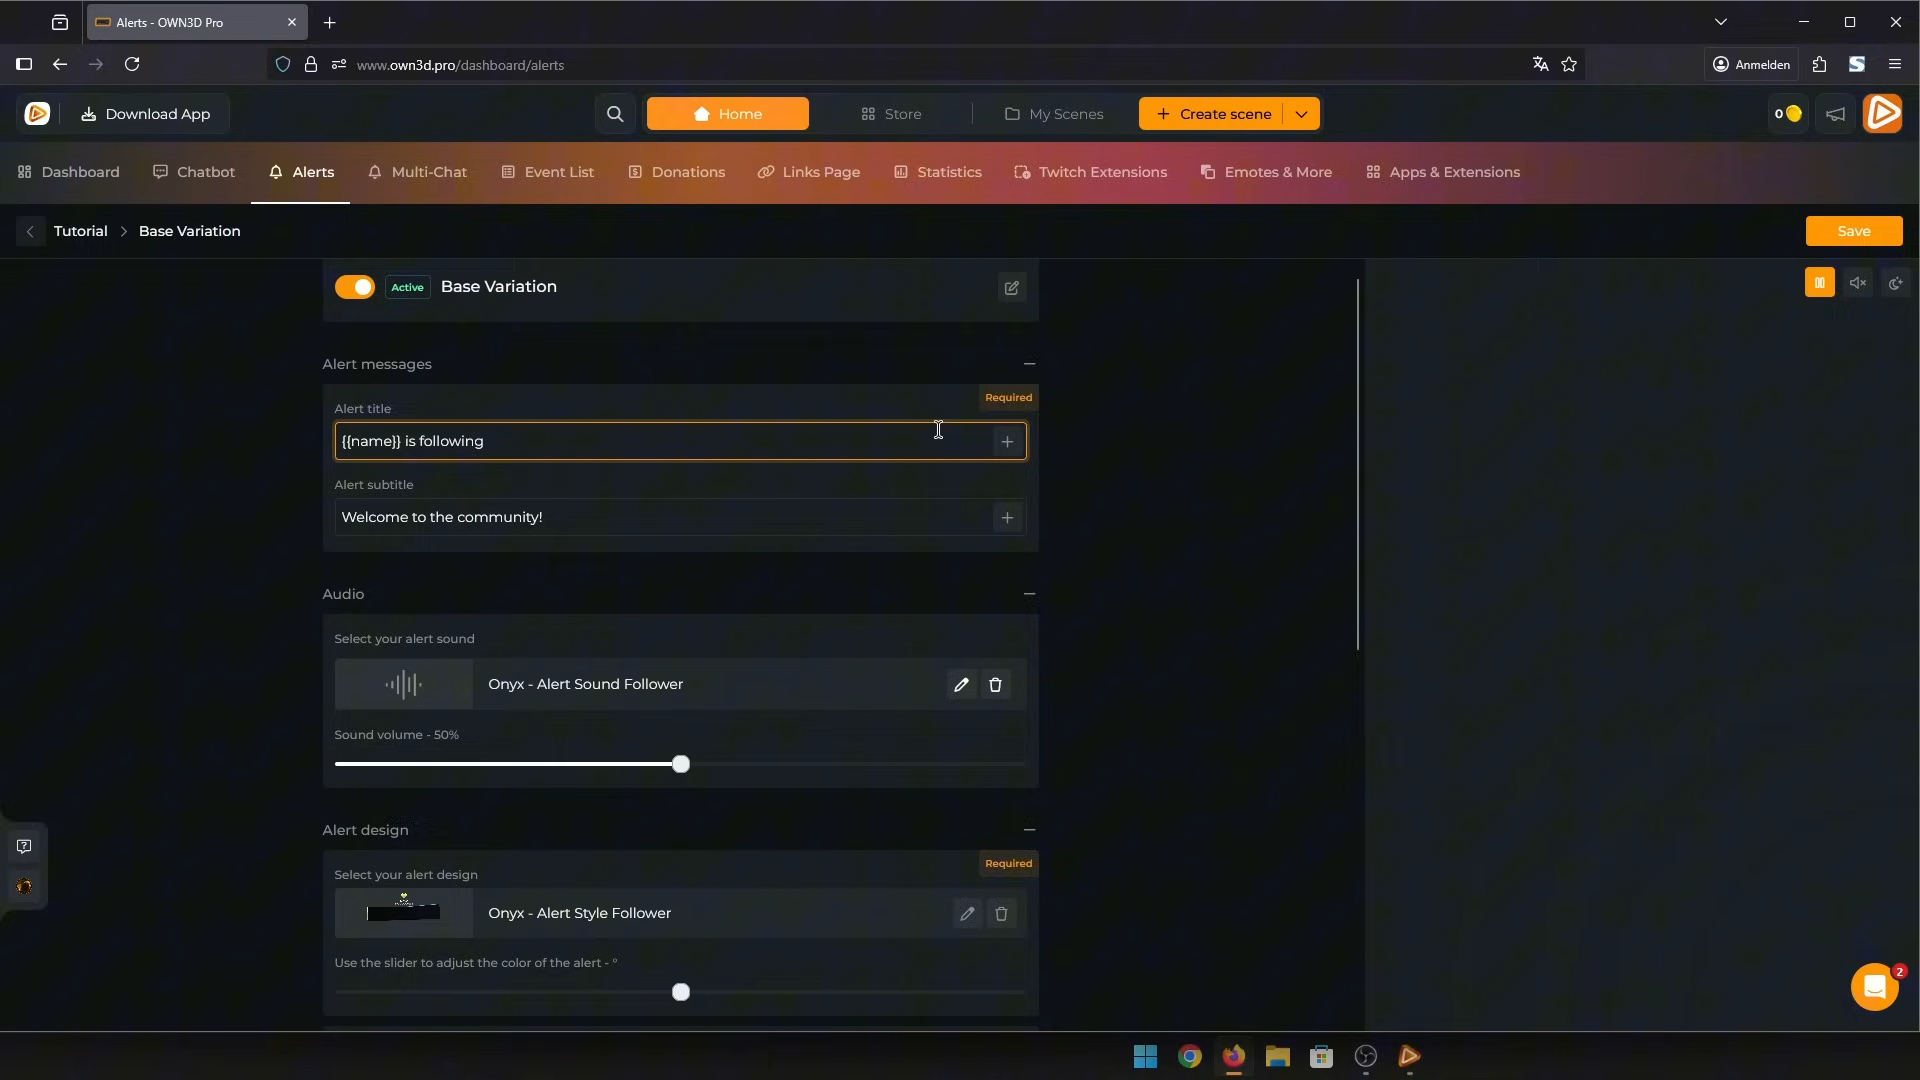 Alerts - OWN3D Pro
www.own3d.pro/dashboard/alerts
Anmelden
Download App
Home
Store
My Scenes
Create scene
0
Dashboard
Chatbot
Alerts
Multi-Chat
Event List
Donations
Links Page
Statistics
Twitch Extensions
Emotes & More
Apps & Extensions
Tutorial > Base Variation
Save
Active
Base Variation
Alert messages
Required
Alert title
{{name}} is following
Alert subtitle
Welcome to the community!
Audio
Select your alert sound
Onyx - Alert Sound Follower
Sound volume - 50%
Alert design
Required
Select your alert design
Onyx - Alert Style Follower
Use the slider to adjust the color of the alert - °
2